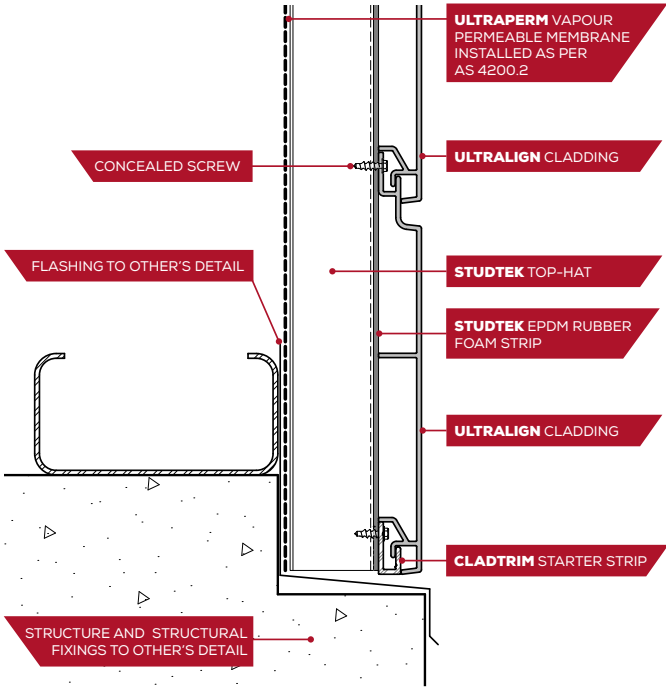 ULTRAPERM VAPOUR
PERMEABLE MEMBRANE
INSTALLED AS PER
AS 4200.2
CONCEALED SCREW
ULTRALIGN CLADDING
FLASHING TO OTHER'S DETAIL
STUDTEK TOP-HAT
STUDTEK EPDM RUBBER
FOAM STRIP
ULTRALIGN CLADDING
CLADTRIM STARTER STRIP
STRUCTURE AND STRUCTURAL
FIXINGS TO OTHER'S DETAIL